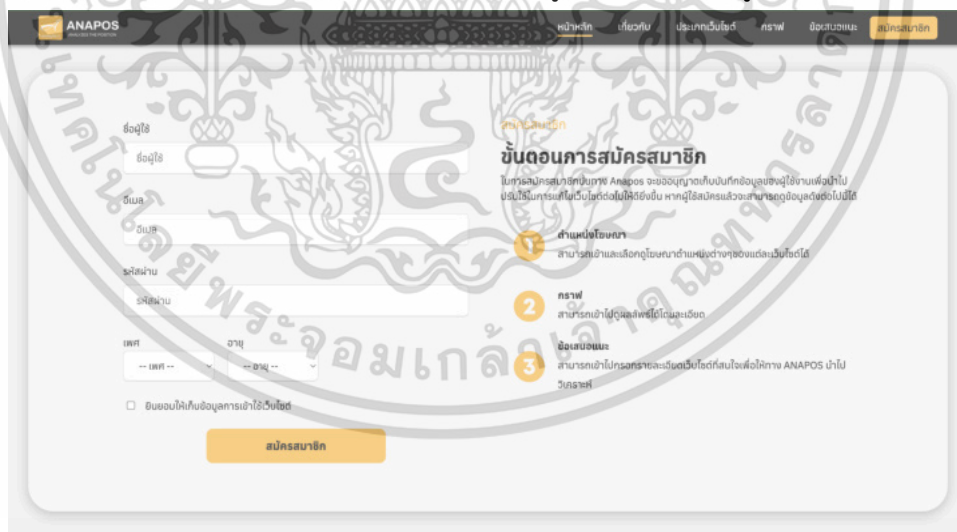 ANAPOS
ANALYZES THE POSITION
หน้าหลัก
เกี่ยวกับ
ประเภทเว็บไซต์
กราฟ
ข้อเสนอแนะ
สมัครสมาชิก
ชื่อผู้ใช้
ชื่อผู้ใช้
อีเมล
อีเมล
รหัสผ่าน
รหัสผ่าน
เพศ
อายุ
-- เพศ --
-- อายุ --
ยินยอมให้เก็บข้อมูลการเข้าใช้เว็บไซต์
สมัครสมาชิก
สมัครสมาชิก
ขั้นตอนการสมัครสมาชิก
ในการสมัครสมาชิกนั้นทาง Anapos จะขออนุญาตเก็บบันทึกข้อมูลของผู้ใช้งานเพื่อนำไป
ปรับใช้ในการแก้ไขเว็บไซต์ต่อไปให้ดียิ่งขึ้น หากผู้ใช้สมัครแล้วจะสามารถดูข้อมูลดังต่อไปนี้ได้
1
ตำแหน่งโฆษณา
สามารถเข้าและเลือกดูโฆษณาตำแหน่งต่างๆของแต่ละเว็บไซต์ได้
2
กราฟ
สามารถเข้าไปดูผลลัพธ์ได้โดยละเอียด
3
ข้อเสนอแนะ
สามารถเข้าไปกรอกรายละเอียดเว็บไซต์ที่สนใจเพื่อให้ทาง ANAPOS นำไป
วิเคราะห์